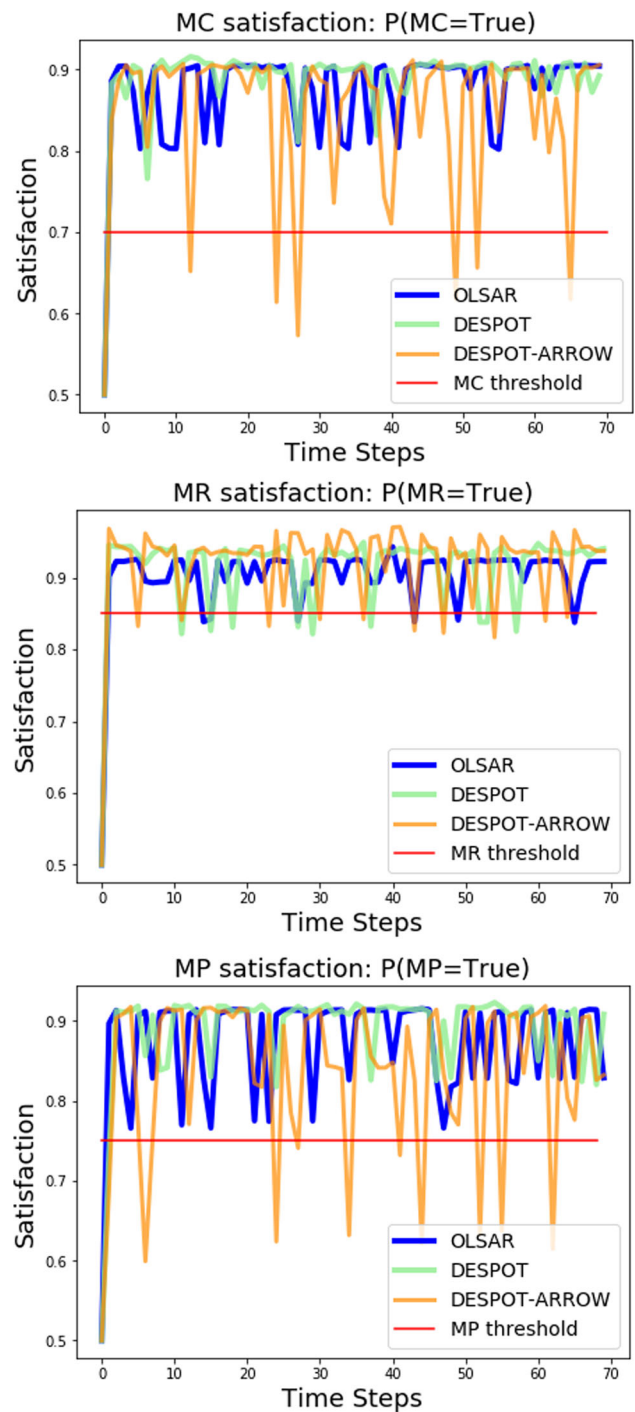 MC satisfaction: P(MC=True)
Satisfaction
0.9
0.8
0.7
0.6
0.5
OLSAR
DESPOT
DESPOT-ARROW
MC threshold
0 10 20 30 40 50 60 70
Time Steps
MR satisfaction: P(MR=True)
Satisfaction
0.9
0.8
0.7
0.6
0.5
OLSAR
DESPOT
DESPOT-ARROW
MR threshold
0 10 20 30 40 50 60 70
Time Steps
MP satisfaction: P(MP=True)
Satisfaction
0.9
0.8
0.7
0.6
0.5
OLSAR
DESPOT
DESPOT-ARROW
MP threshold
0 10 20 30 40 50 60 70
Time Steps